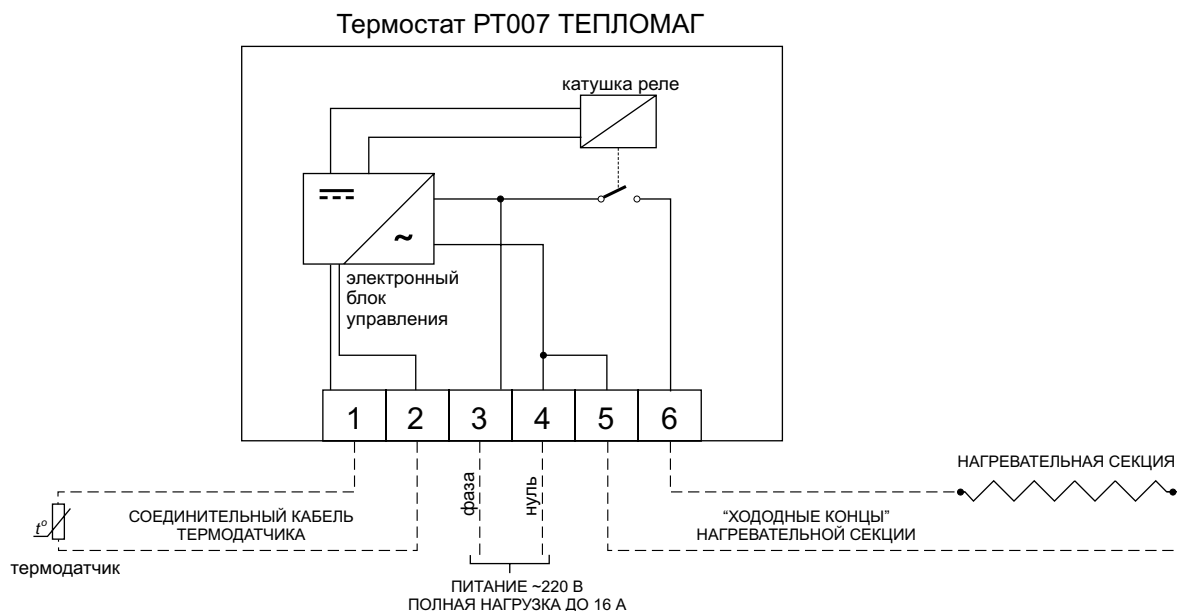 Термостат РТ007 ТЕПЛОМАГ
катушка реле
~
электронный
блок
управления
1 2 3 4 5 6
фаза
нуль
НАГРЕВАТЕЛЬНАЯ СЕКЦИЯ
СОЕДИНИТЕЛЬНЫЙ КАБЕЛЬ
ТЕРМОДАТЧИКА
“ХОДОДНЫЕ КОНЦЫ”
НАГРЕВАТЕЛЬНОЙ СЕКЦИИ
t°
термодатчик
ПИТАНИЕ ~220 В
ПОЛНАЯ НАГРУЗКА ДО 16 А